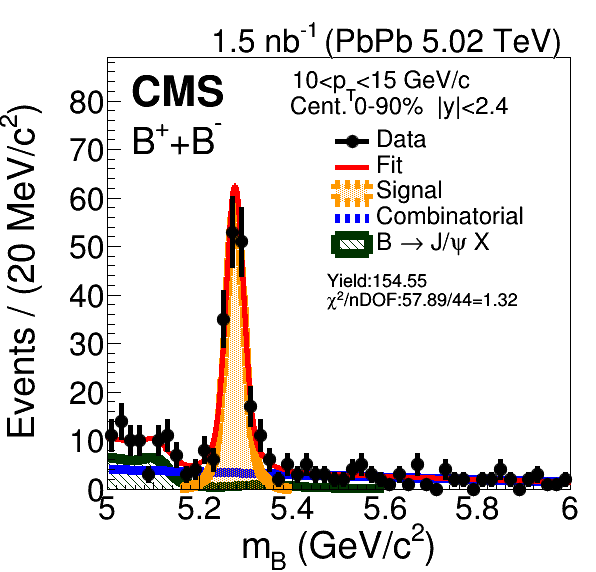 1.5 nb⁻¹ (PbPb 5.02 TeV)
CMS
B⁺+B⁻
10<p_T<15 GeV/c
Cent. 0-90% |y|<2.4
Data
Fit
Signal
Combinatorial
B → J/ψ X
Yield:154.55
χ²/nDOF:57.89/44=1.32
Events / (20 MeV/c²)
80
70
60
50
40
30
20
10
0
5 5.2 5.4 5.6 5.8 6
m_B (GeV/c²)